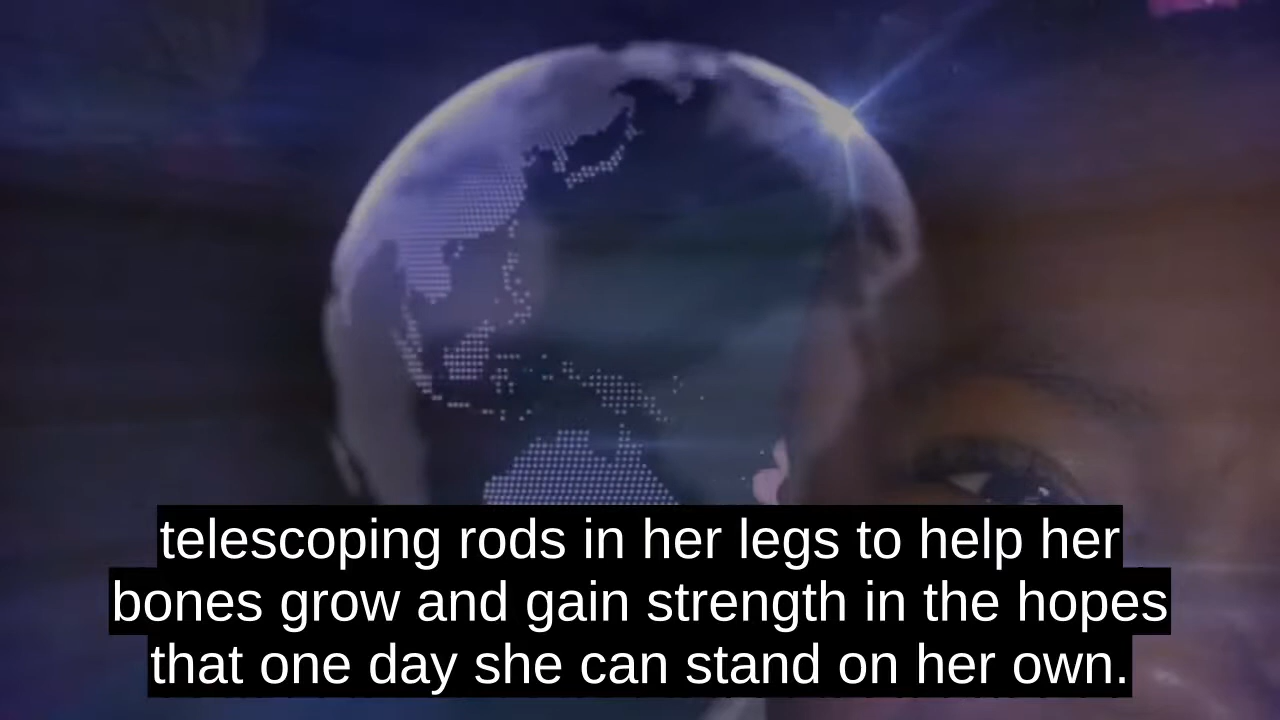 telescoping rods in her legs to help her
bones grow and gain strength in the hopes
that one day she can stand on her own.